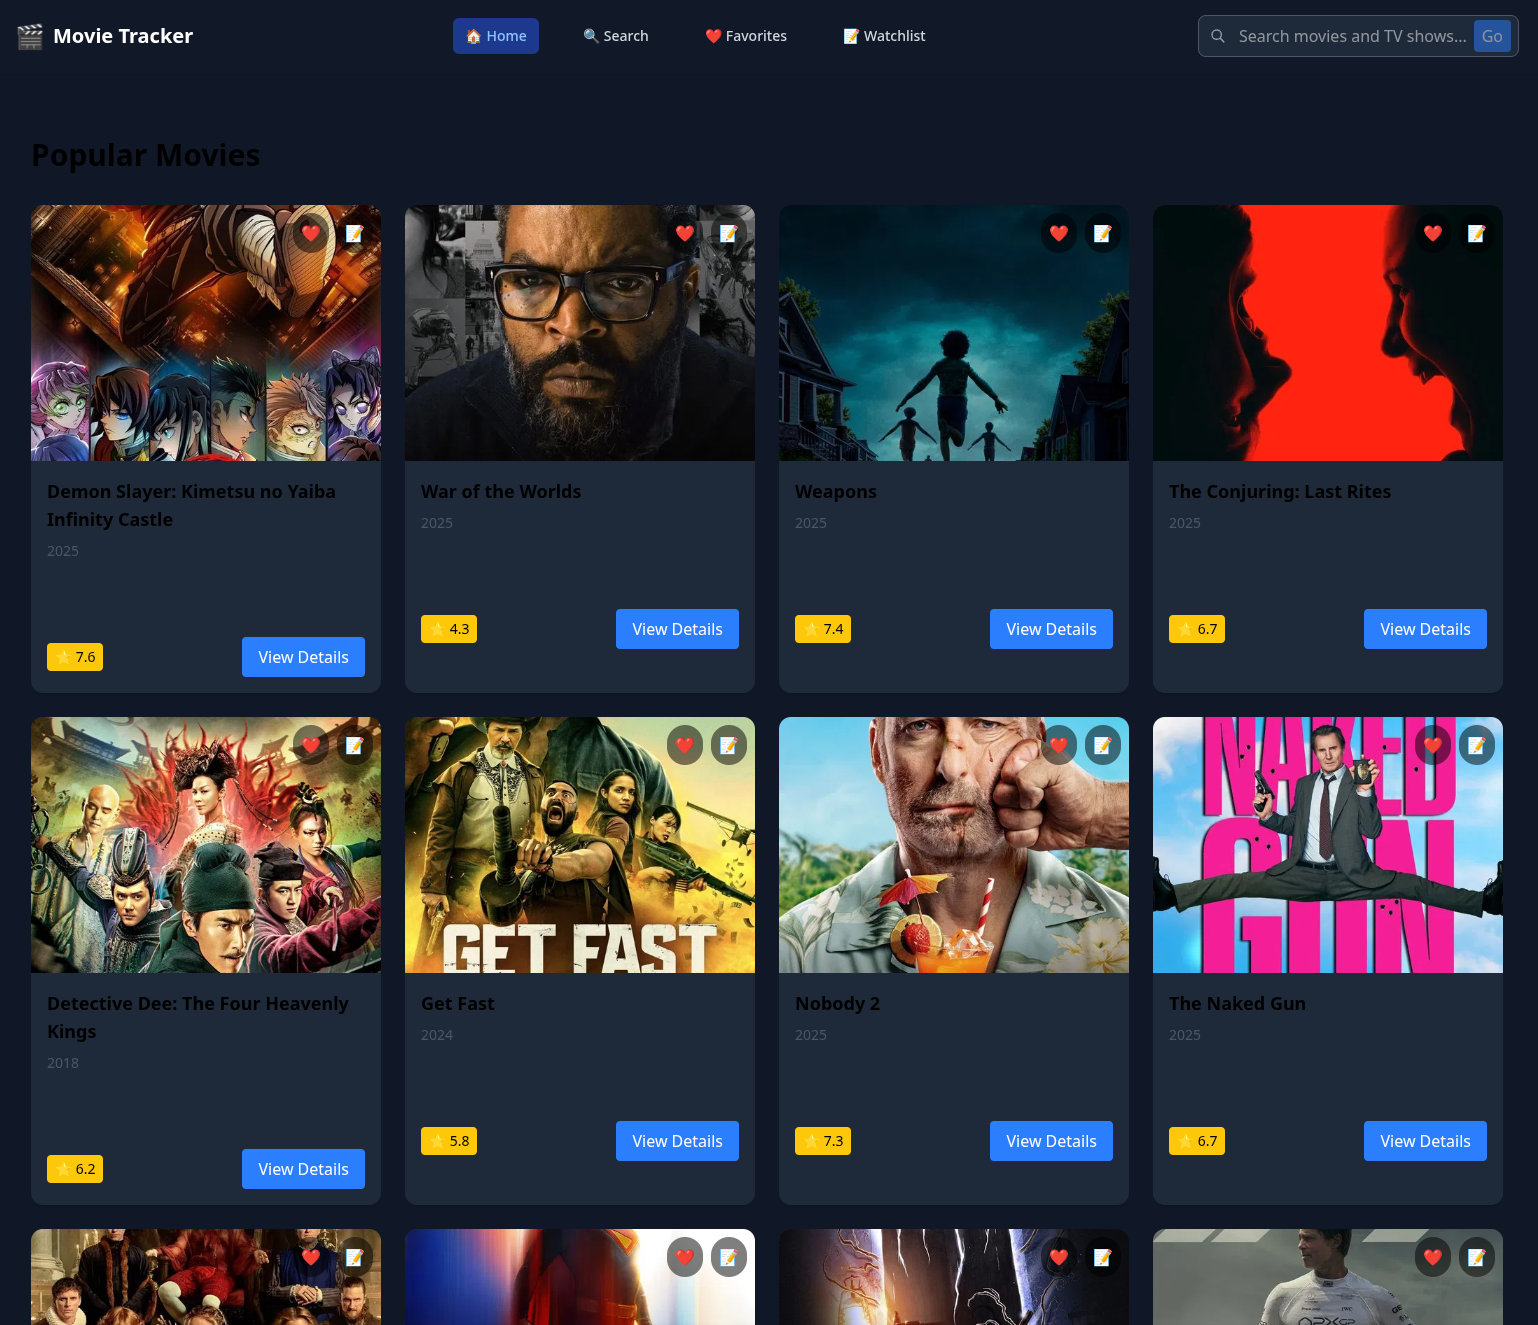 Movie Tracker
Home
Search
Favorites
Watchlist
Search movies and TV shows...
Go
Popular Movies
Demon Slayer: Kimetsu no Yaiba
Infinity Castle
2025
7.6
View Details
War of the Worlds
2025
4.3
View Details
Weapons
2025
7.4
View Details
The Conjuring: Last Rites
2025
6.7
View Details
Detective Dee: The Four Heavenly
Kings
2018
6.2
View Details
GET FAST
Get Fast
2024
5.8
View Details
Nobody 2
2025
7.3
View Details
NAKED
GUN
The Naked Gun
2025
6.7
View Details